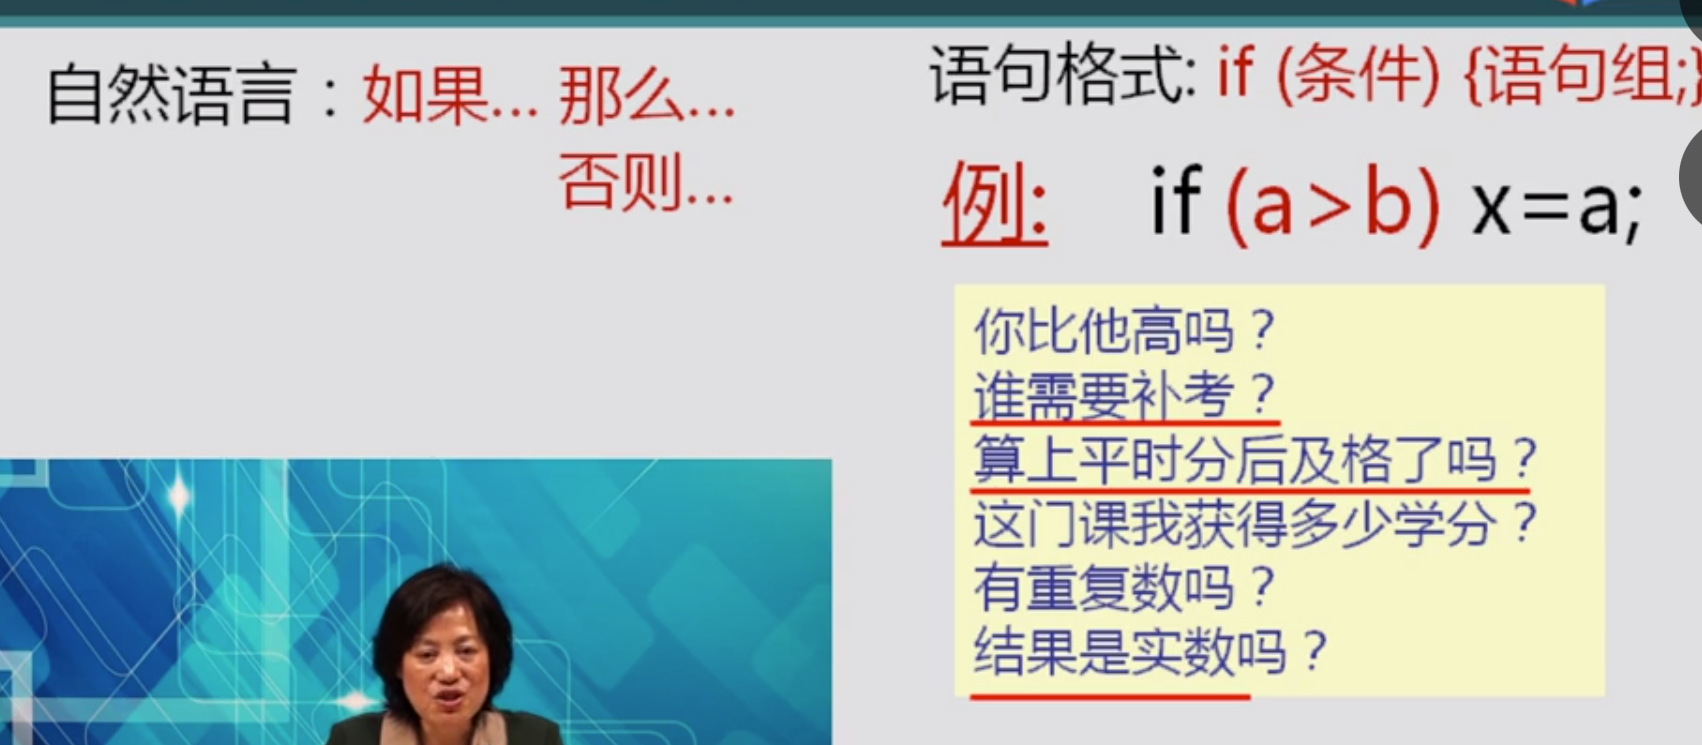 自然语言：如果... 那么...
否则...
语句格式: if (条件) {语句组;}
例: if (a>b) x=a;
你比他高吗？
谁需要补考？
算上平时分后及格了吗？
这门课我获得多少学分？
有重复数吗？
结果是实数吗？